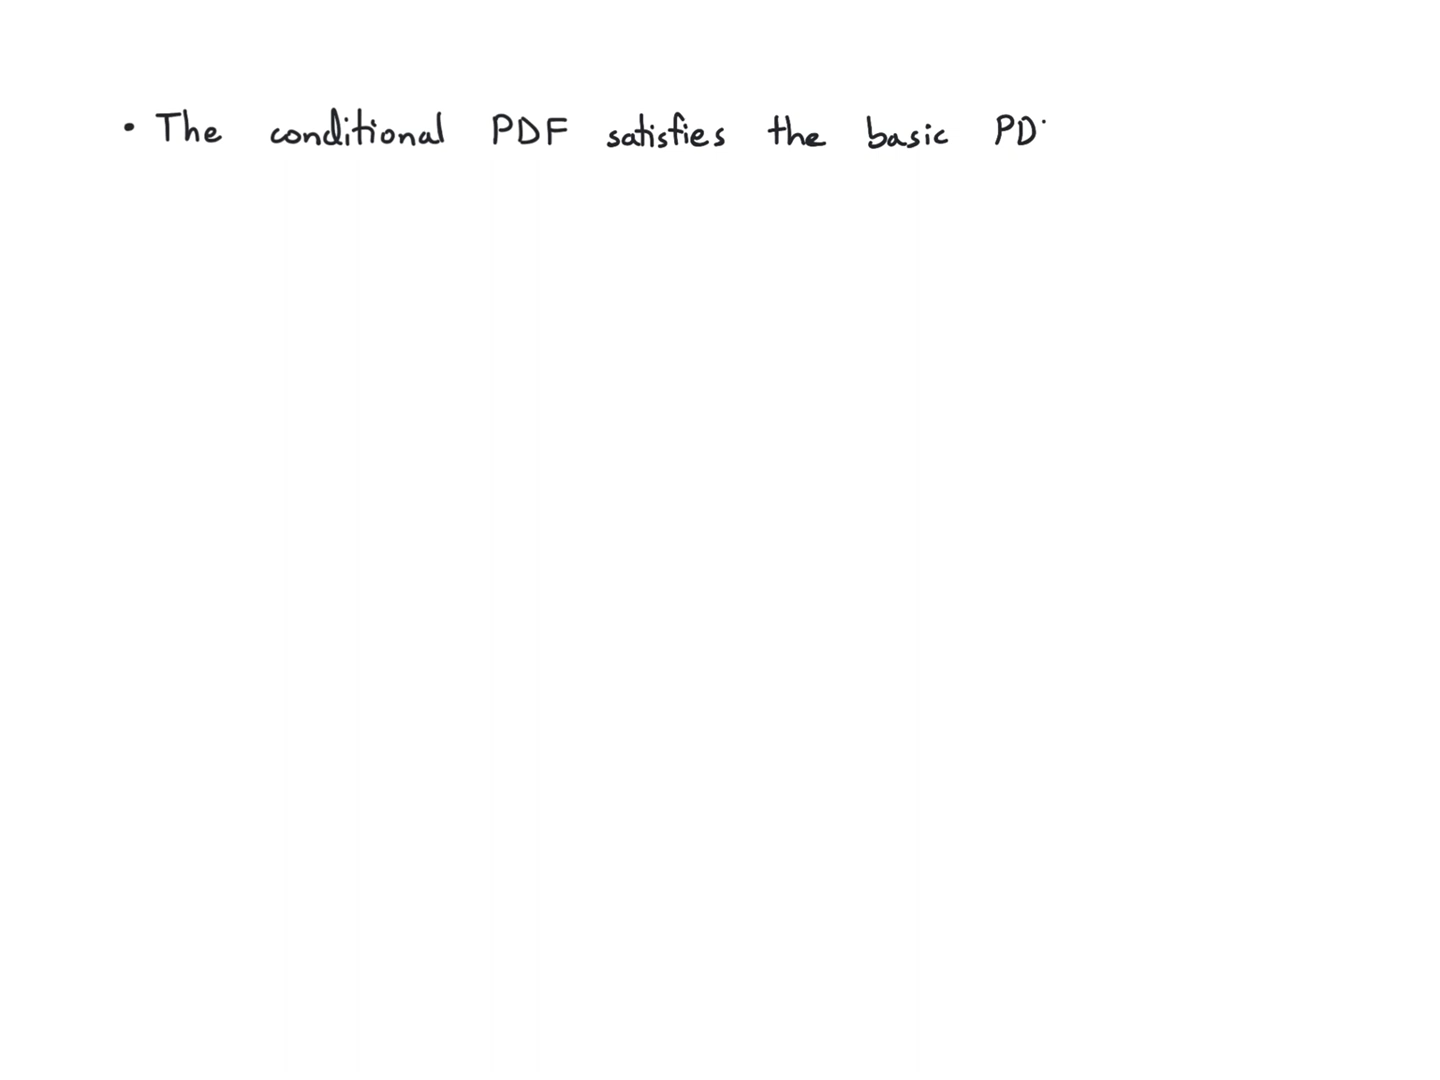 • The conditional PDF satisfies the basic PD